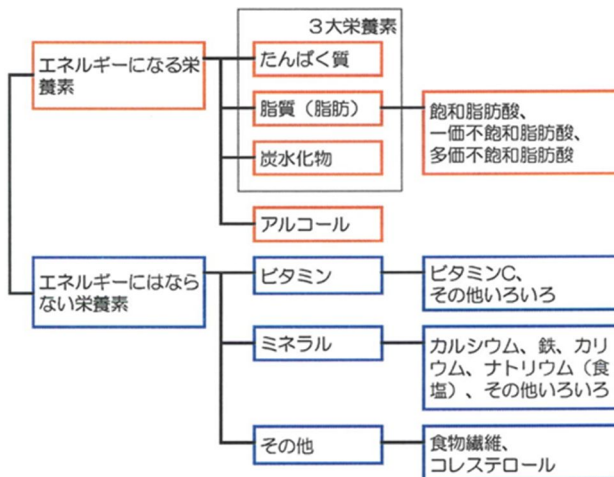 3大栄養素
エネルギーになる栄
養素
たんぱく質
脂質(脂肪)
飽和脂肪酸、
一価不飽和脂肪酸、
多価不飽和脂肪酸
炭水化物
アルコール
エネルギーにはなら
ない栄養素
ビタミン
ビタミンC、
その他いろいろ
ミネラル
カルシウム、鉄、カリ
ウム、ナトリウム(食
塩)、その他いろいろ
その他
食物繊維、
コレステロール